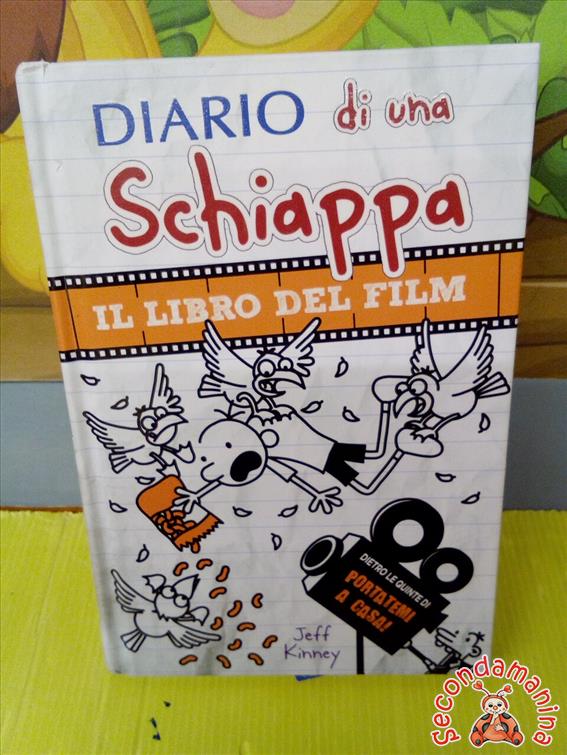 DIARIO di una
Schiappa
IL LIBRO DEL FILM
DIETRO LE QUINTE DI
PORTATEMI
A CASA!
Jeff
Kinney
Secondamanina